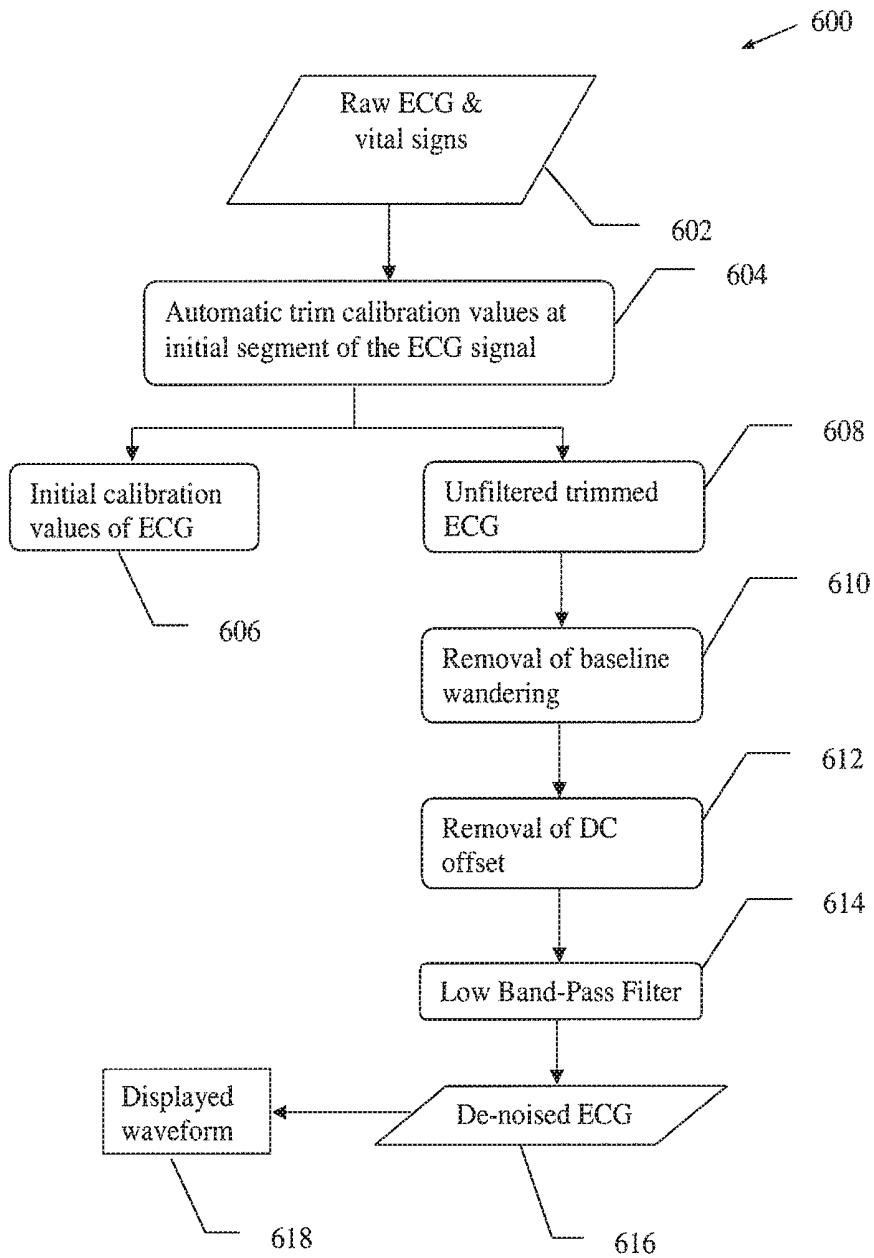 600
Raw ECG &
vital signs
602
604
Automatic trim calibration values at
initial segment of the ECG signal
608
Initial calibration
values of ECG
Unfiltered trimmed
ECG
606
610
Removal of baseline
wandering
612
Removal of DC
offset
614
Low Band-Pass Filter
Displayed
waveform
De-noised ECG
618
616